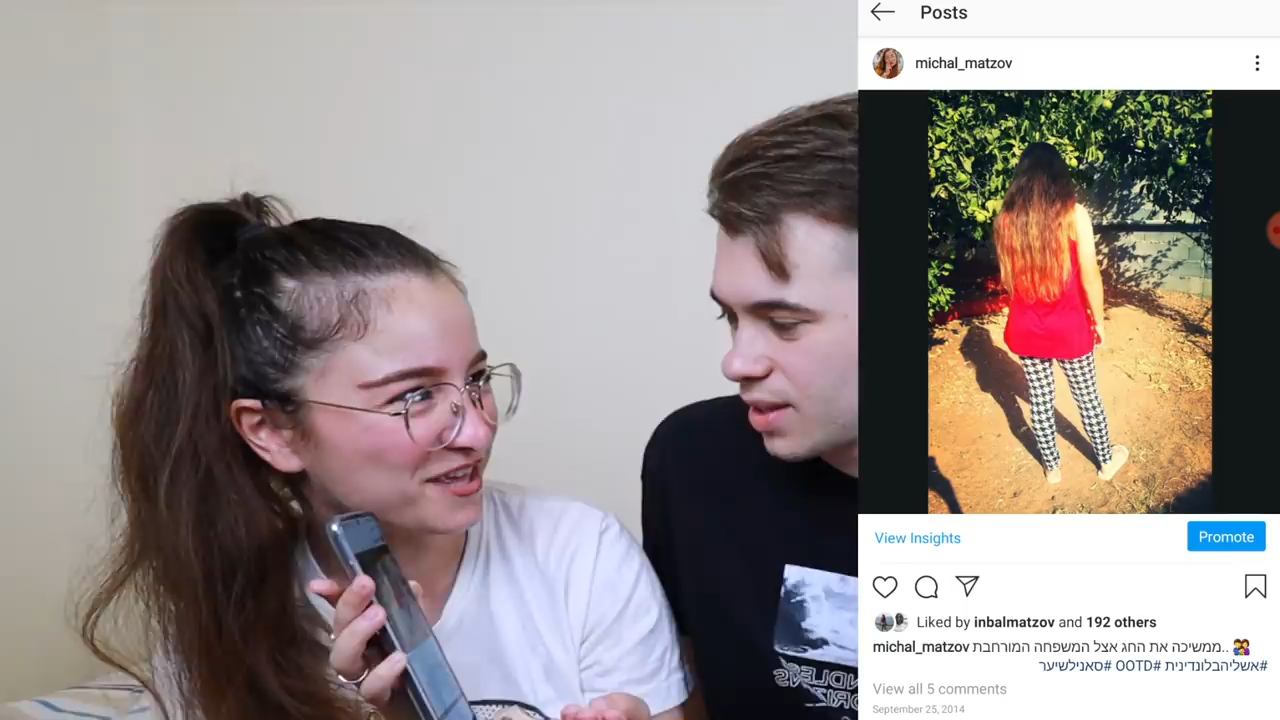 Posts
michal_matzov
View Insights
Promote
Liked by inbalmatzov and 192 others
michal_matzov ממשיכה את החג אצל המשפחה המורחבת..
#אשליהבלונדינית #OOTD #סאנילשיער
View all 5 comments
September 25, 2014